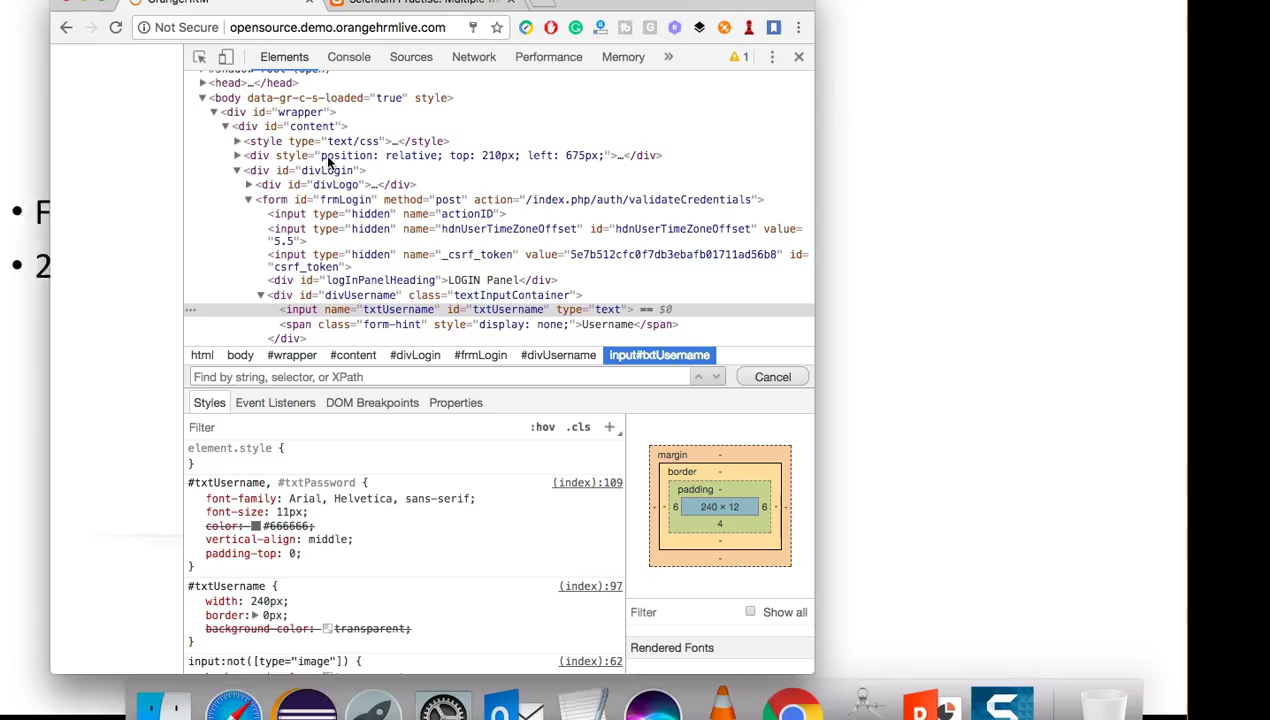 OrangeHRM
Selenium Practise: Multiple
Not Secure opensource.demo.orangehrmlive.com
Elements Console Sources Network Performance Memory » 1
#shadow-root (open)
<head>…</head>
<body data-gr-c-s-loaded="true" style>
<div id="wrapper">
<div id="content">
<style type="text/css">…</style>
<div style="position: relative; top: 210px; left: 675px;">…</div>
<div id="divLogin">
<div id="divLogo">…</div>
• F
<form id="frmLogin" method="post" action="/index.php/auth/validateCredentials">
<input type="hidden" name="actionID">
<input type="hidden" name="hdnUserTimeZoneOffset" id="hdnUserTimeZoneOffset" value=
"5.5">
• 2
<input type="hidden" name="_csrf_token" value="5e7b512cfc0f7db3ebafb01711ad56b8" id=
"csrf_token">
<div id="logInPanelHeading">LOGIN Panel</div>
<div id="divUsername" class="textInputContainer">
… <input name="txtUsername" id="txtUsername" type="text"> == $0
<span class="form-hint" style="display: none;">Username</span>
</div>
html body #wrapper #content #divLogin #frmLogin #divUsername input#txtUsername
Find by string, selector, or XPath Cancel
Styles Event Listeners DOM Breakpoints Properties
Filter :hov .cls +
element.style {
}
#txtUsername, #txtPassword { (index):109
font-family: Arial, Helvetica, sans-serif;
font-size: 11px;
color: #666666;
vertical-align: middle;
padding-top: 0;
}
#txtUsername { (index):97
width: 240px;
border: 0px;
background-color: transparent;
}
input:not([type="image"]) { (index):62
margin -
border -
padding -
- - 6 240 × 12 6 - -
4
-
-
Filter Show all
Rendered Fonts